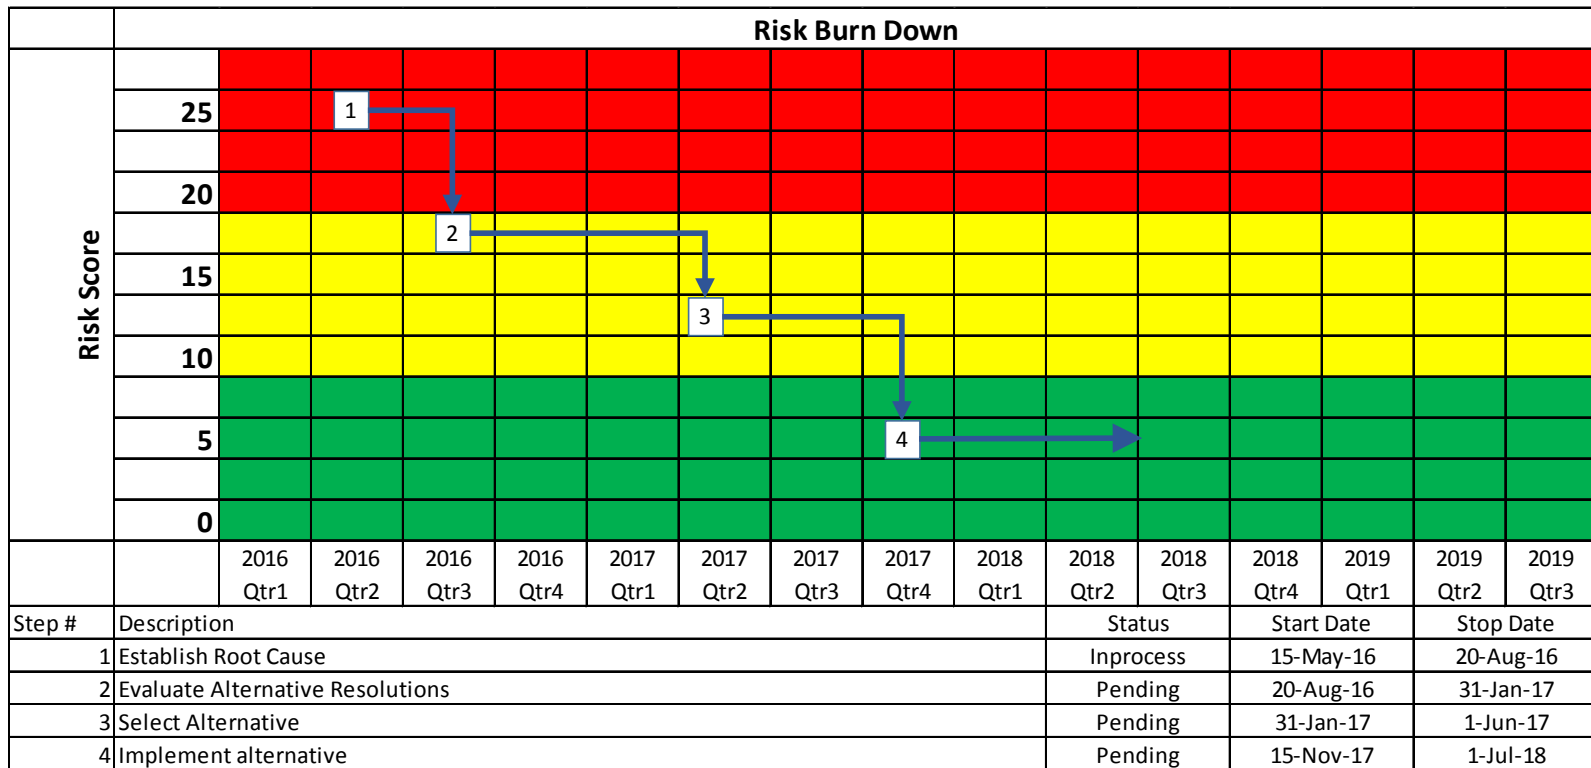 Risk Burn Down
Risk Score
25
1
20
2
15
3
10
5
4
0
2016 2016 2016 2016 2017 2017 2017 2017 2018 2018 2018 2018 2019 2019 2019
Qtr1 Qtr2 Qtr3 Qtr4 Qtr1 Qtr2 Qtr3 Qtr4 Qtr1 Qtr2 Qtr3 Qtr4 Qtr1 Qtr2 Qtr3
Step # Description Status Start Date Stop Date
1 Establish Root Cause Inprocess 15-May-16 20-Aug-16
2 Evaluate Alternative Resolutions Pending 20-Aug-16 31-Jan-17
3 Select Alternative Pending 31-Jan-17 1-Jun-17
4 Implement alternative Pending 15-Nov-17 1-Jul-18